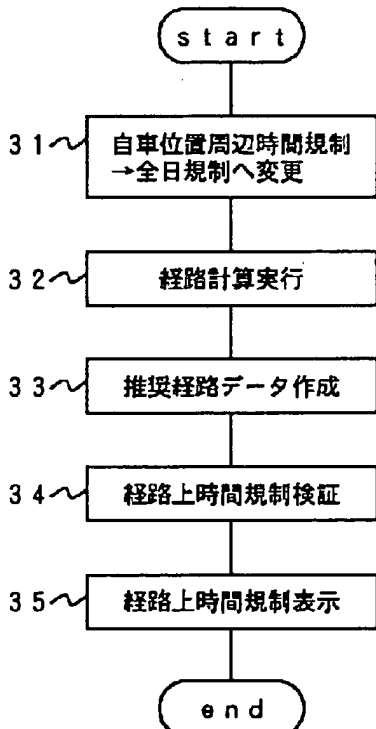 start
31 自車位置周辺時間規制
→全日規制へ変更
32 経路計算実行
33 推奨経路データ作成
34 経路上時間規制検証
35 経路上時間規制表示
end